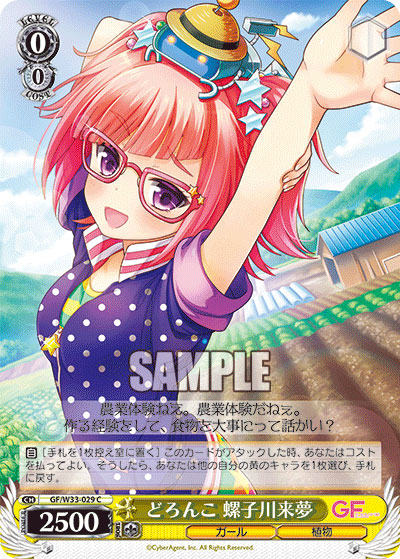 LEVEL
0
0
COST
SAMPLE
農業体験ねぇ。農業体験だねぇ。
作る経験をして、食物を大事にって話かい？
自 [手札を1枚控え室に置く] このカードがアタックした時、あなたはコスト
を払ってよい。そうしたら、あなたは他の自分の黄のキャラを1枚選び、手札
に戻す。
CH GF/W33-029 C
2500
どろんこ 螺子川来夢
GF
ガール
植物
©CyberAgent, Inc. All Rights Reserved.